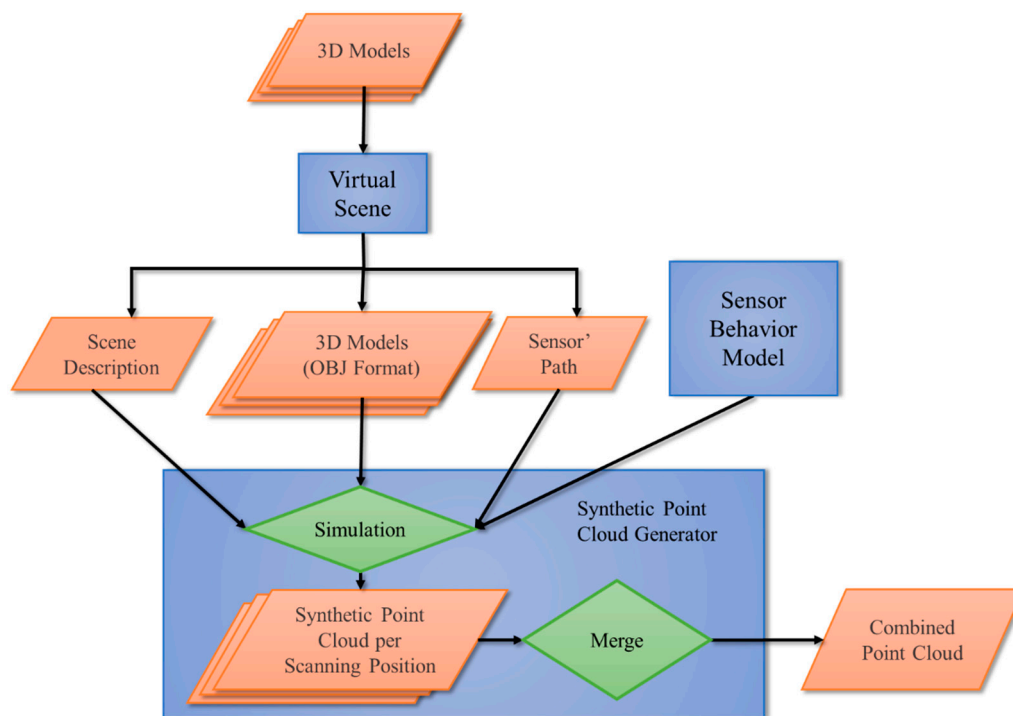 3D Models
Virtual
Scene
Scene
Description
3D Models
(OBJ Format)
Sensor’
Path
Sensor
Behavior
Model
Simulation
Synthetic Point
Cloud Generator
Synthetic Point
Cloud per
Scanning Position
Merge
Combined
Point Cloud